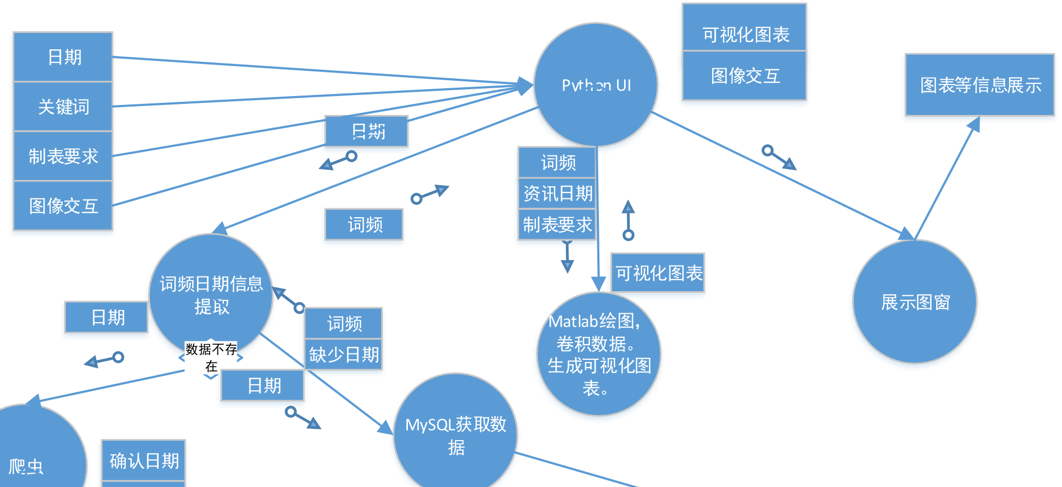 日期
关键词
制表要求
图像交互
Python UI
可视化图表
图像交互
图表等信息展示
日期
词频
词频
资讯日期
制表要求
可视化图表
展示图窗
词频日期信息
提取
日期
数据不存
在
词频
缺少日期
日期
Matlab绘图，
卷积数据。
生成可视化图
表。
MySQL获取数
据
爬虫
确认日期